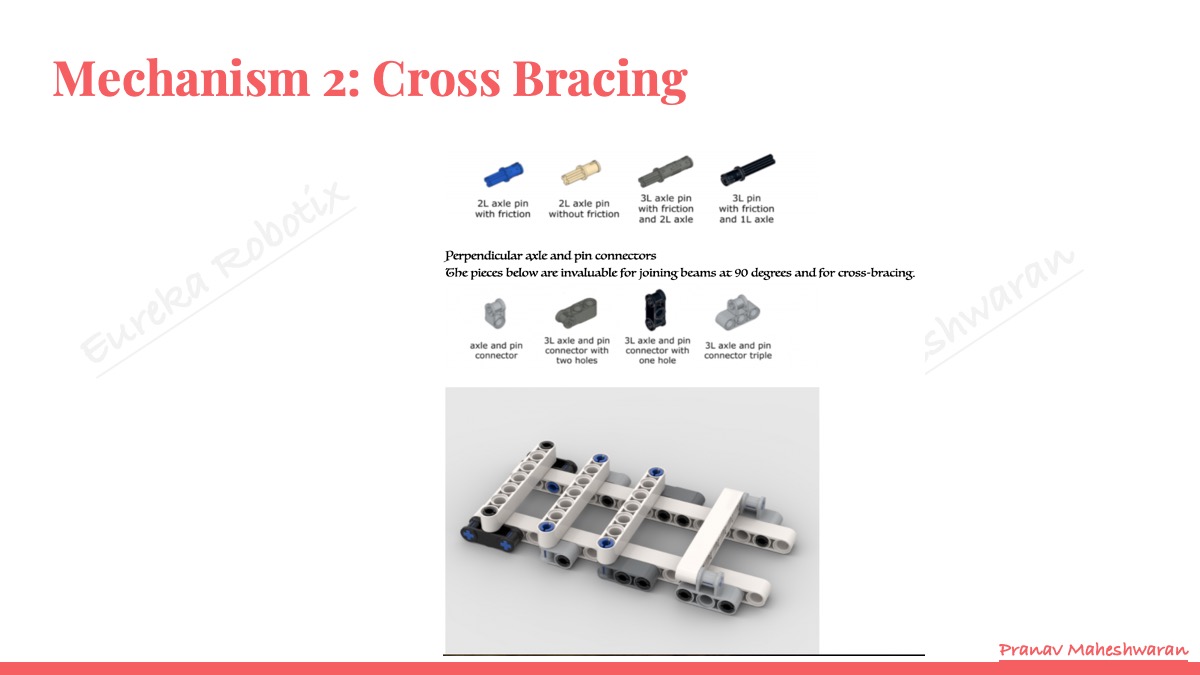 Mechanism 2: Cross Bracing
2L axle pin
with friction
2L axle pin
without friction
3L axle pin
with friction
and 2L axle
3L pin
with friction
and 1L axle
Eureka Robotix
Perpendicular axle and pin connectors
The pieces below are invaluable for joining beams at 90 degrees and for cross-bracing.
shwaran
axle and pin
connector
3L axle and pin
connector with
two holes
3L axle and pin
connector with
one hole
3L axle and pin
connector triple
Pranav Maheshwaran